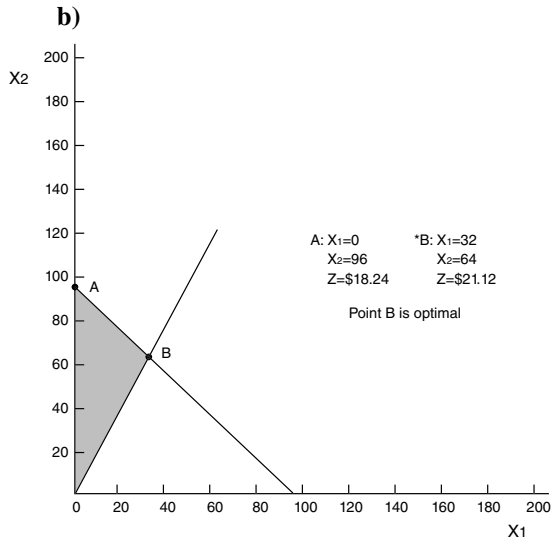 b)
200
X2
180
160
140
120
A: X1=0 *B: X1=32
X2=96 X2=64
Z=$18.24 Z=$21.12
100
A
Point B is optimal
80
B
60
40
20
0 20 40 60 80 100 120 140 160 180 200
X1